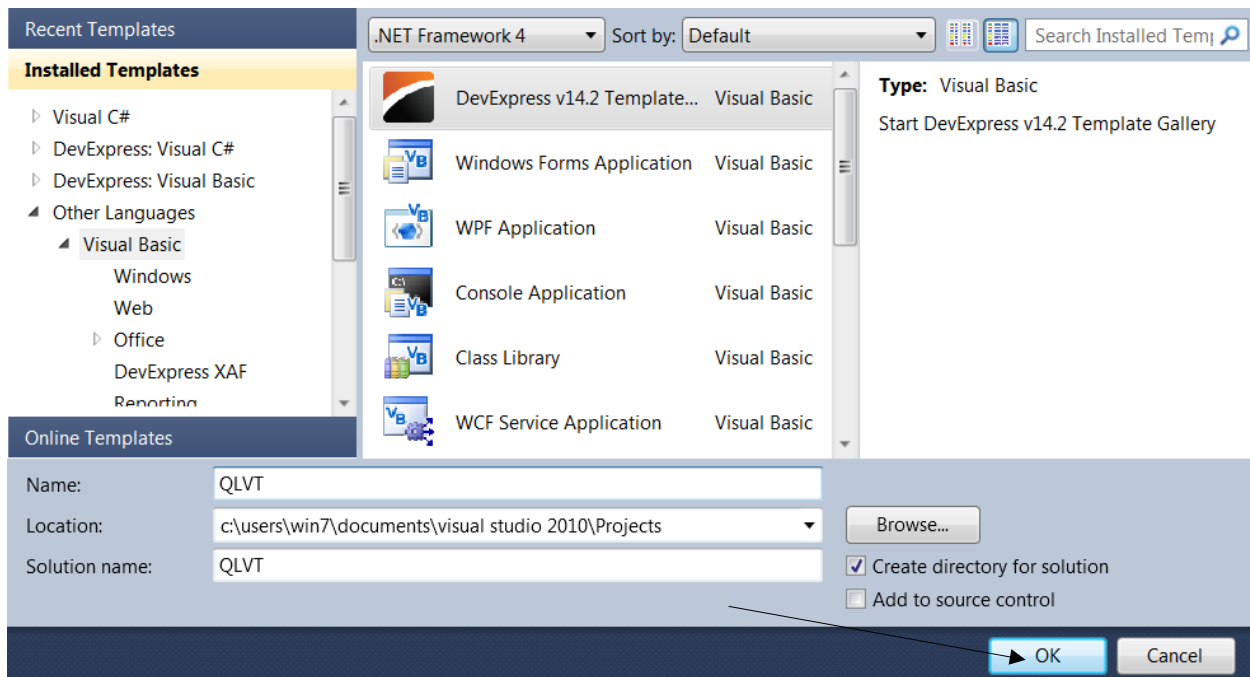 Recent Templates
.NET Framework 4
Sort by:
Default
Search Installed Temp
Installed Templates
Visual C#
DevExpress: Visual C#
DevExpress: Visual Basic
Other Languages
Visual Basic
Windows
Web
Office
DevExpress XAF
Reporting
Online Templates
DevExpress v14.2 Template... Visual Basic
Windows Forms Application Visual Basic
WPF Application Visual Basic
Console Application Visual Basic
Class Library Visual Basic
WCF Service Application Visual Basic
Type: Visual Basic
Start DevExpress v14.2 Template Gallery
Name: QLVT
Location: c:\users\win7\documents\visual studio 2010\Projects
Browse...
Solution name: QLVT
Create directory for solution
Add to source control
OK
Cancel